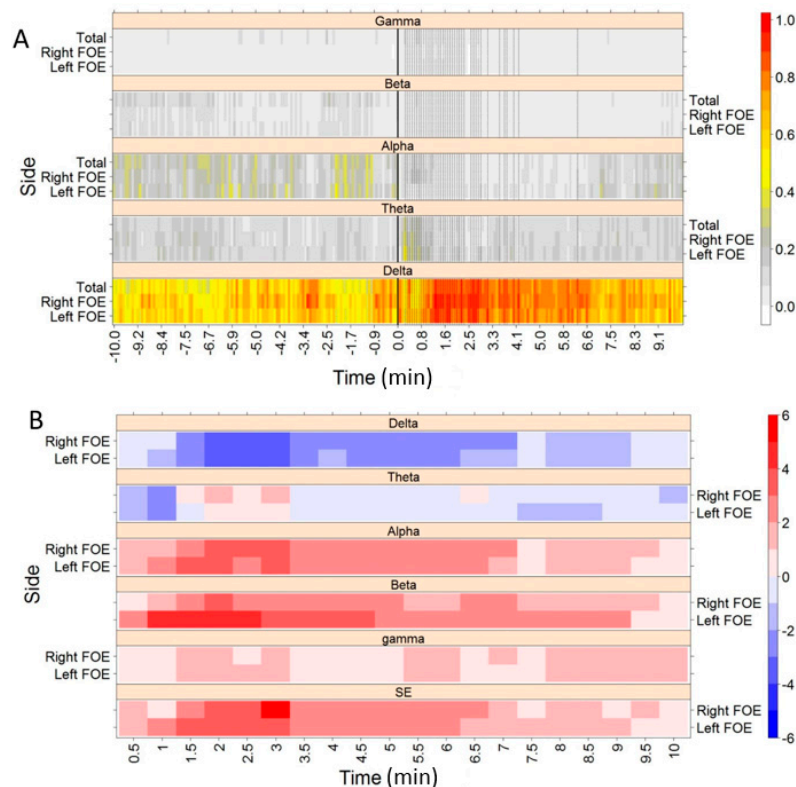 A
Gamma
Total
Right FOE
Left FOE
Beta
Total
Right FOE
Left FOE
Alpha
Total
Right FOE
Left FOE
Theta
Total
Right FOE
Left FOE
Delta
Total
Right FOE
Left FOE
Side
-10.0 -9.2 -8.4 -7.5 -6.7 -5.9 -5.0 -4.2 -3.4 -2.5 -1.7 -0.9 0.0 0.8 1.6 2.5 3.3 4.1 5.0 5.8 6.6 7.5 8.3 9.1
Time (min)
1.0
0.8
0.6
0.4
0.2
0.0
B
Delta
Right FOE
Left FOE
Theta
Right FOE
Left FOE
Alpha
Right FOE
Left FOE
Beta
Right FOE
Left FOE
gamma
Right FOE
Left FOE
SE
Right FOE
Left FOE
Side
0.5 1 1.5 2 2.5 3 3.5 4 4.5 5 5.5 6 6.5 7 7.5 8 8.5 9 9.5 10
Time (min)
6
4
2
0
-2
-4
-6